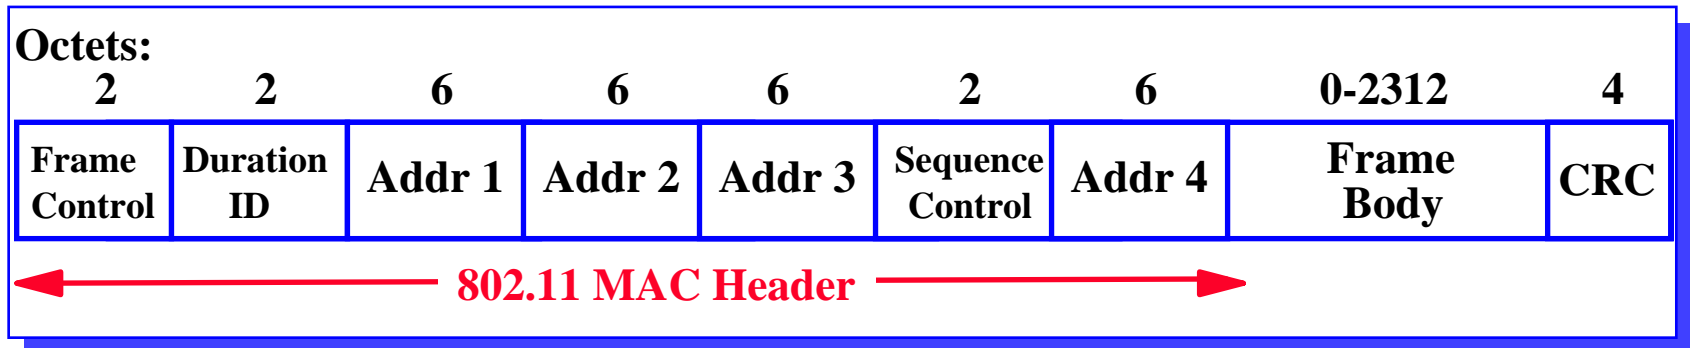 Octets:
2 2 6 6 6 2 6 0-2312 4
Frame Control
Duration ID
Addr 1
Addr 2
Addr 3
Sequence Control
Addr 4
Frame Body
CRC
802.11 MAC Header